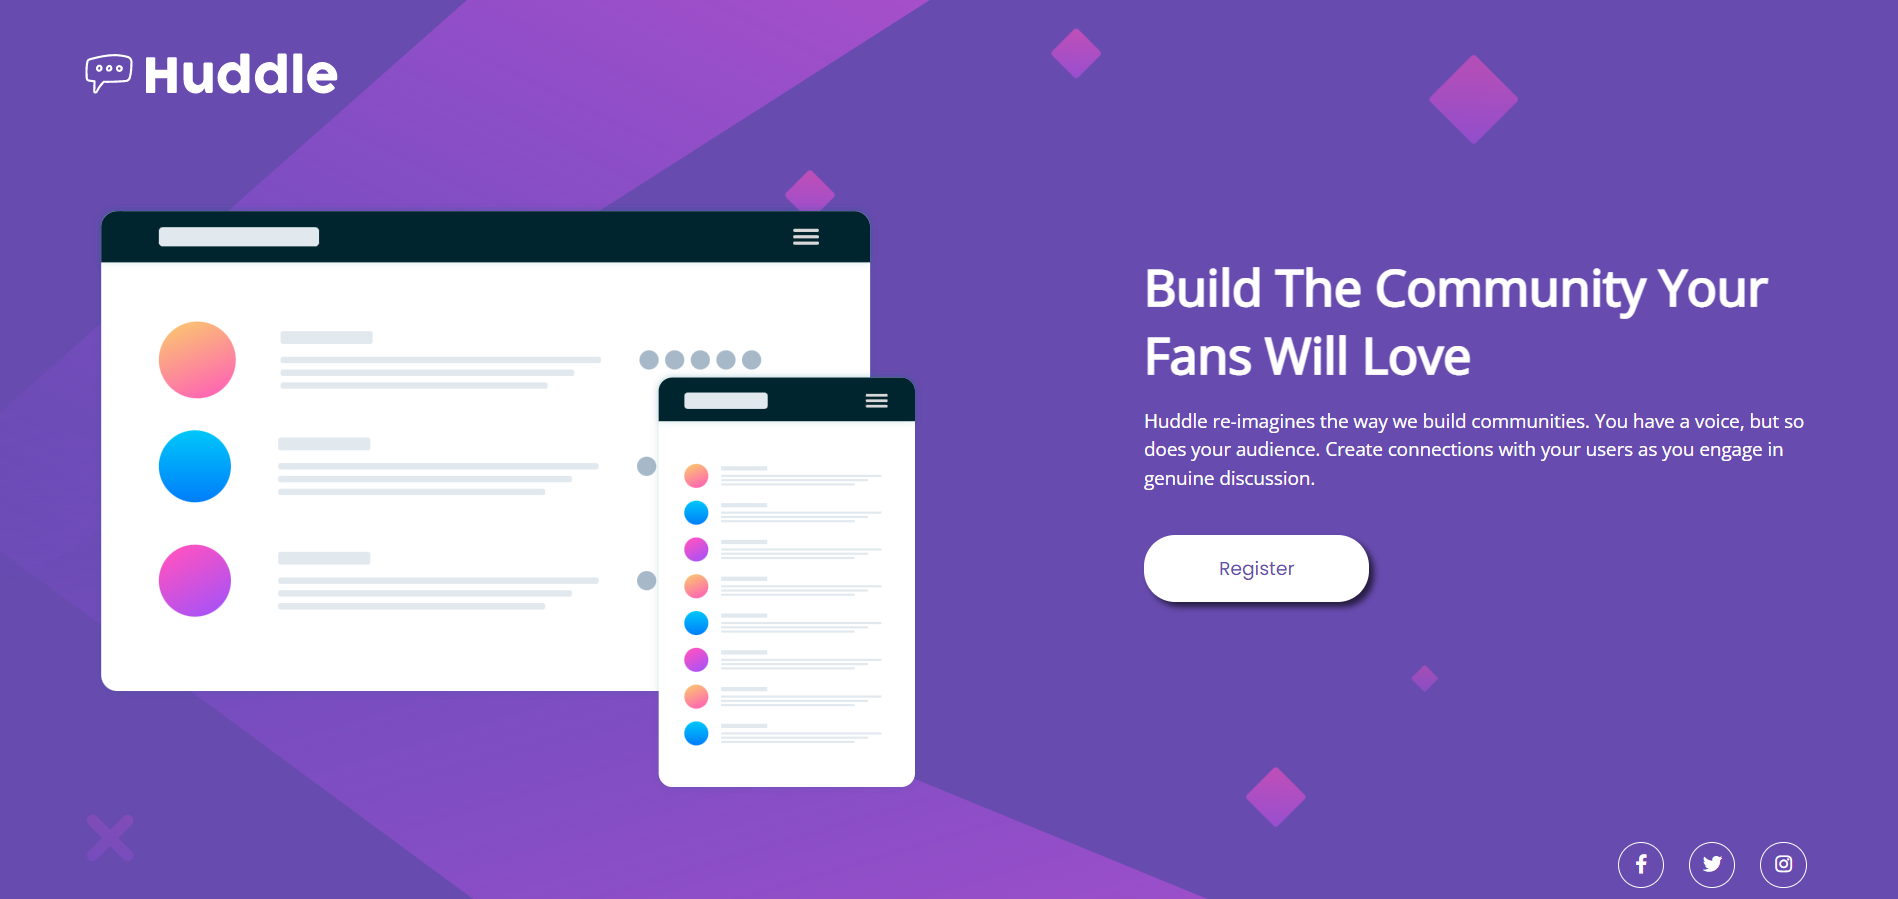 Huddle
Build The Community Your
Fans Will Love
Huddle re-imagines the way we build communities. You have a voice, but so
does your audience. Create connections with your users as you engage in
genuine discussion.
Register